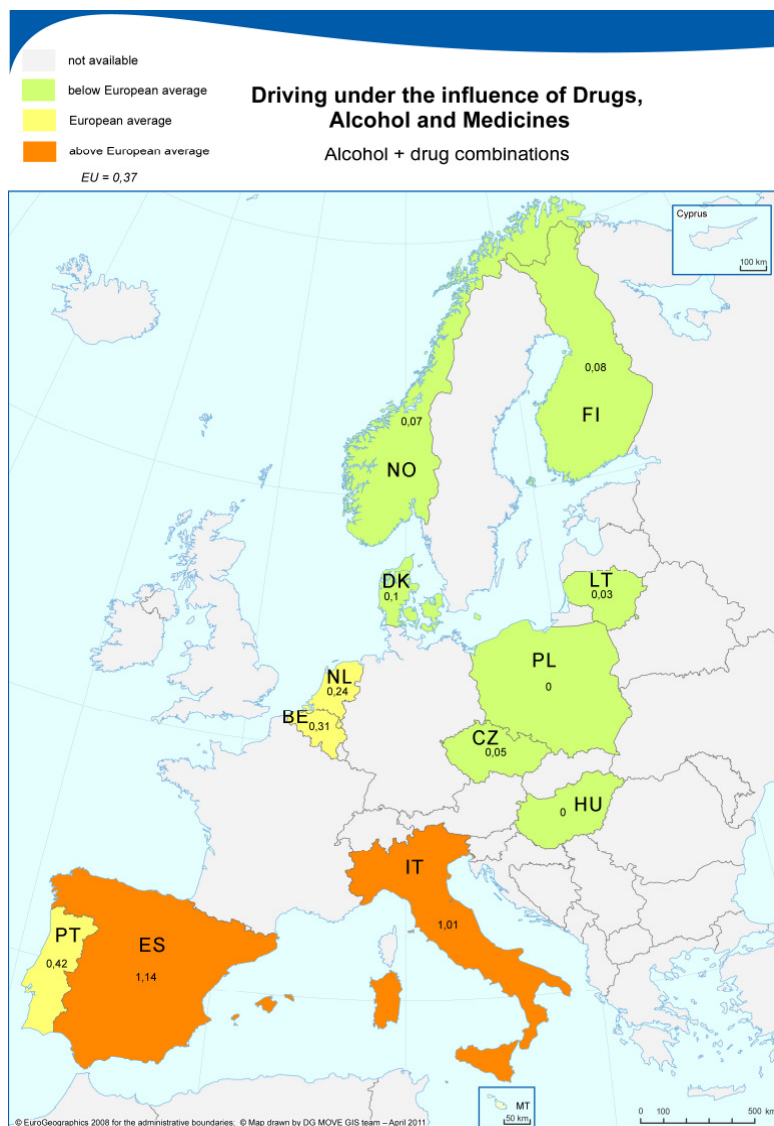 not available
below European average
European average
above European average
EU = 0,37
Driving under the influence of Drugs,
Alcohol and Medicines
Alcohol + drug combinations
Cyprus
100 km
0,08
FI
0,07
NO
DK
0,1
LT
0,03
PL
0
NL
0,24
BE
0,31
CZ
0,05
HU
0
IT
1,01
PT
0,42
ES
1,14
MT
50 km
0 100 500 km
© EuroGeographics 2008 for the administrative boundaries; © Map drawn by DG MOVE GIS team – April 2011